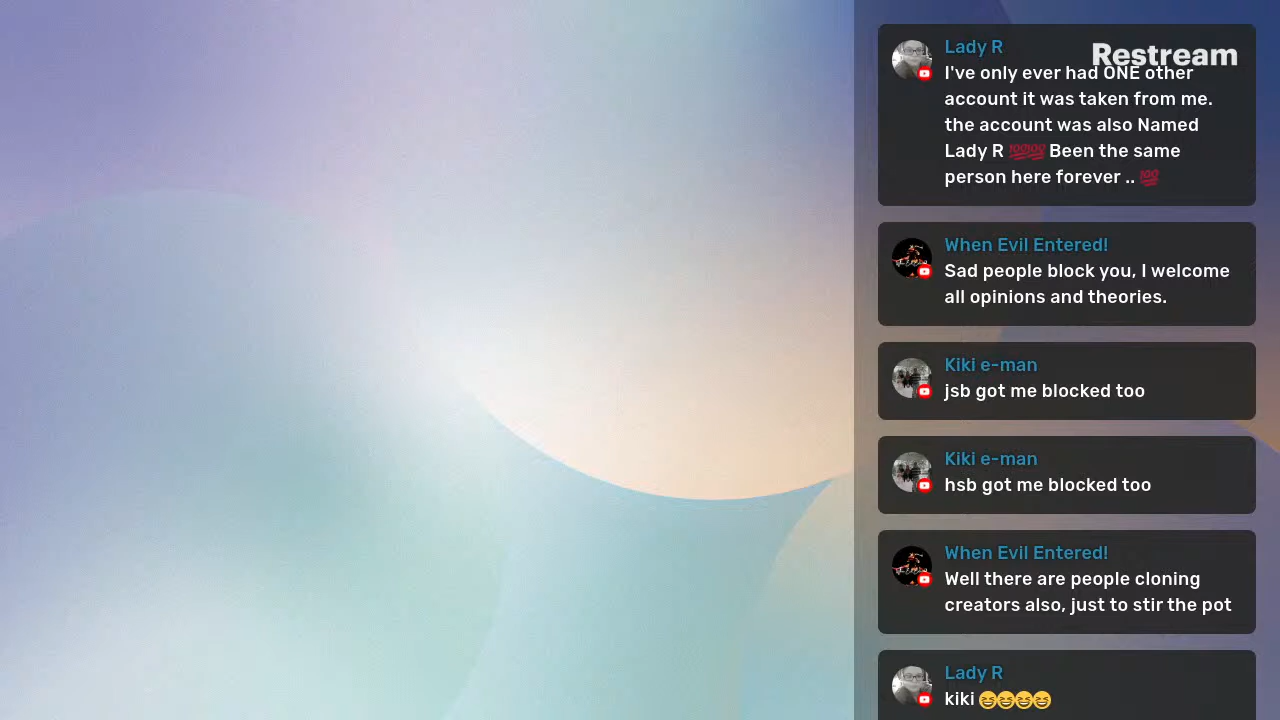 Restream
Lady R
I've only ever had ONE other
account it was taken from me.
the account was also Named
Lady R 💯💯 Been the same
person here forever .. 💯
When Evil Entered!
Sad people block you, I welcome
all opinions and theories.
Kiki e-man
jsb got me blocked too
Kiki e-man
hsb got me blocked too
When Evil Entered!
Well there are people cloning
creators also, just to stir the pot
Lady R
kiki 😆😆😆😆